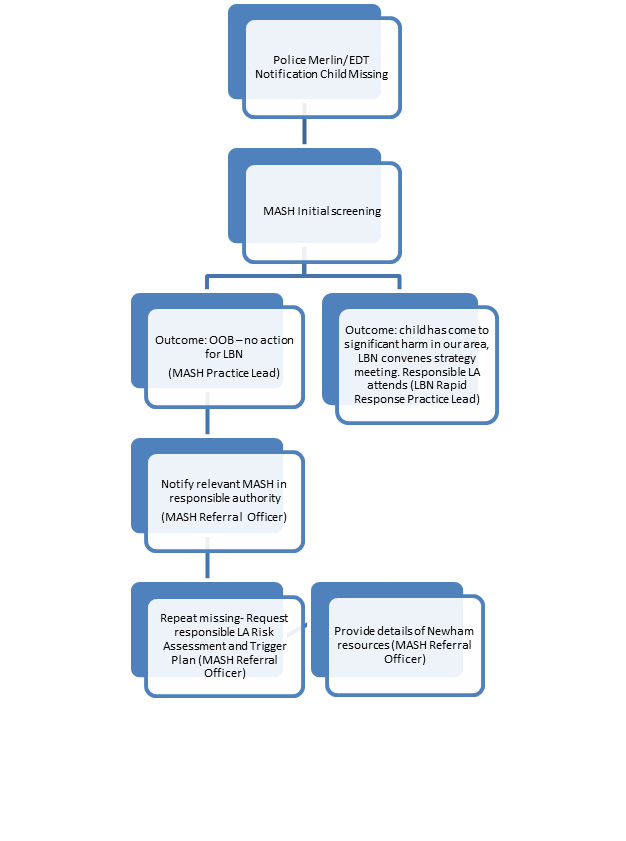 Police Merlin/EDT
Notification Child Missing
MASH Initial screening
Outcome: OOB – no action
for LBN
(MASH Practice Lead)
Outcome: child has come to
significant harm in our area,
LBN convenes strategy
meeting. Responsible LA
attends (LBN Rapid
Response Practice Lead)
Notify relevant MASH in
responsible authority
(MASH Referral Officer)
Repeat missing- Request
responsible LA Risk
Assessment and Trigger
Plan (MASH Referral
Officer)
Provide details of Newham
resources (MASH Referral
Officer)